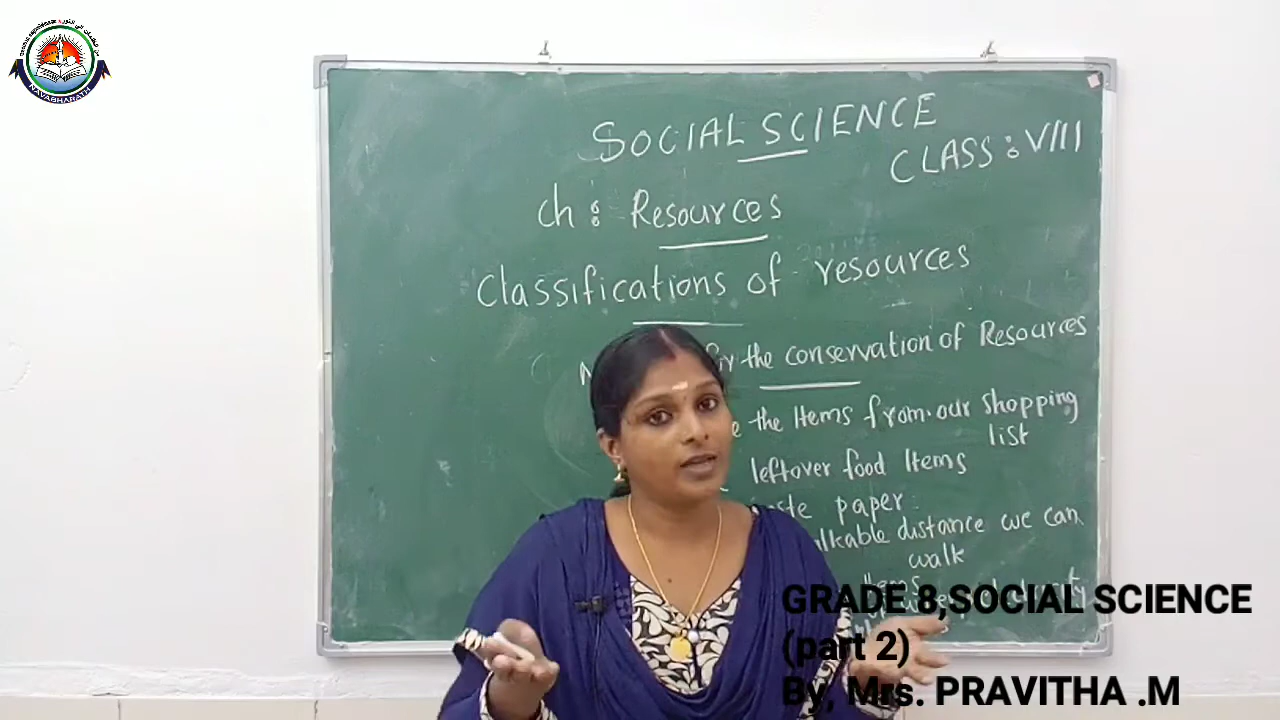 NAVABHARATH
SOCIAL SCIENCE
CLASS : VIII
ch : Resources
Classifications of resources
the conservation of Resources
the Items from our shopping
list
leftover food Items
paper
distance we can
walk
GRADE 8,SOCIAL SCIENCE
(part 2)
By, Mrs. PRAVITHA .M